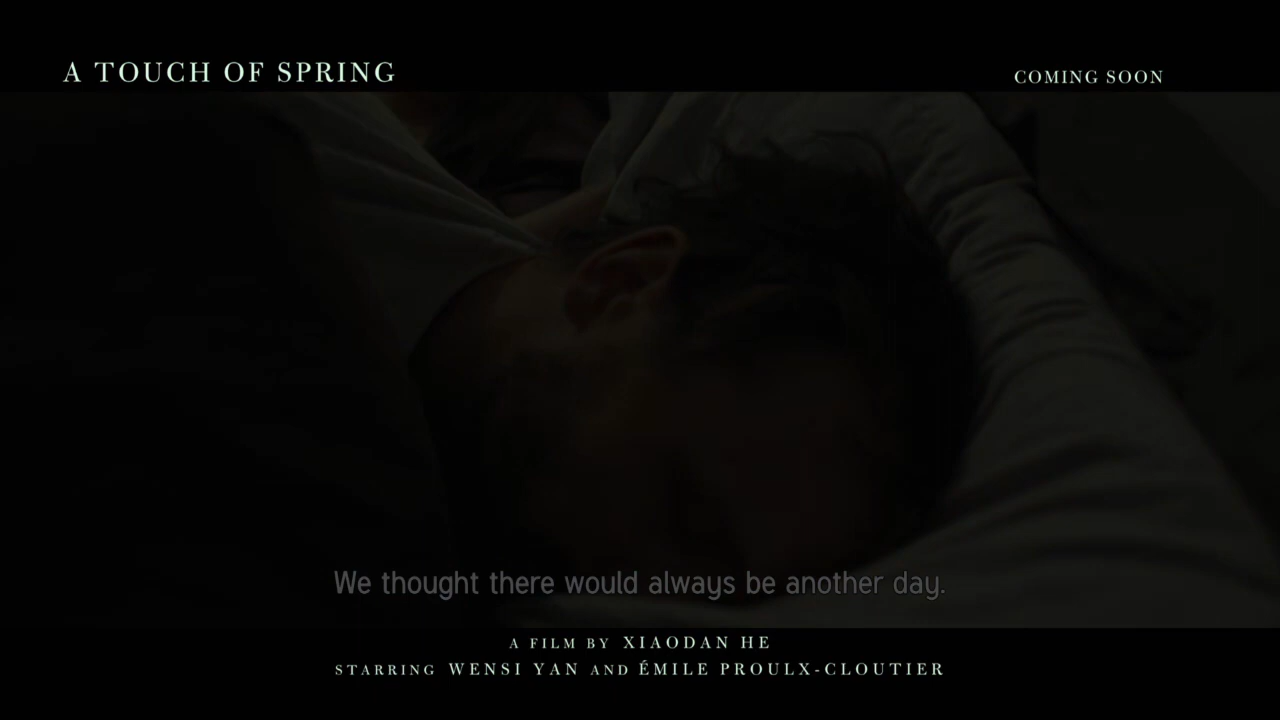 A TOUCH OF SPRING
COMING SOON
We thought there would always be another day.
A FILM BY XIAODAN HE
STARRING WENSI YAN AND ÉMILE PROULX-CLOUTIER